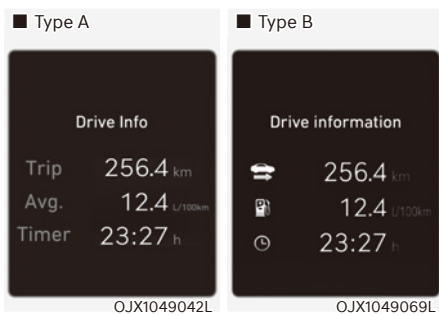 ■ Type A
Drive Info
Trip 256.4 km
Avg. 12.4 L/100km
Timer 23:27 h
OJX1049042L
■ Type B
Drive information
256.4 km
12.4 L/100km
23:27 h
OJX1049069L